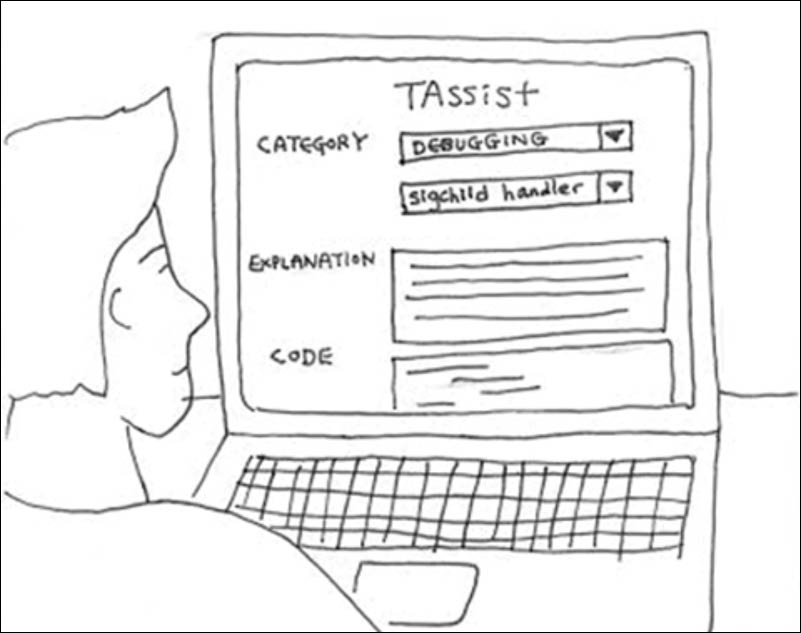 TAssist
CATEGORY DEBUGGING
sigchild handler
EXPLANATION
CODE